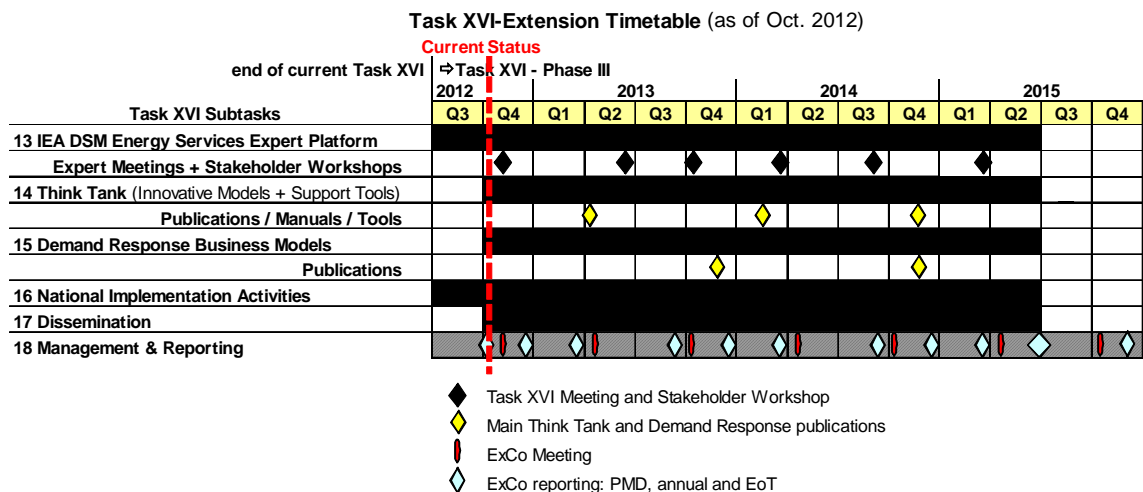 Task XVI-Extension Timetable (as of Oct. 2012)
Current Status
end of current Task XVI ⇨Task XVI - Phase III
2012 2013 2014 2015
Task XVI Subtasks Q3 Q4 Q1 Q2 Q3 Q4 Q1 Q2 Q3 Q4 Q1 Q2 Q3 Q4
13 IEA DSM Energy Services Expert Platform
Expert Meetings + Stakeholder Workshops
14 Think Tank (Innovative Models + Support Tools)
Publications / Manuals / Tools
15 Demand Response Business Models
Publications
16 National Implementation Activities
17 Dissemination
18 Management & Reporting
Task XVI Meeting and Stakeholder Workshop
Main Think Tank and Demand Response publications
ExCo Meeting
ExCo reporting: PMD, annual and EoT